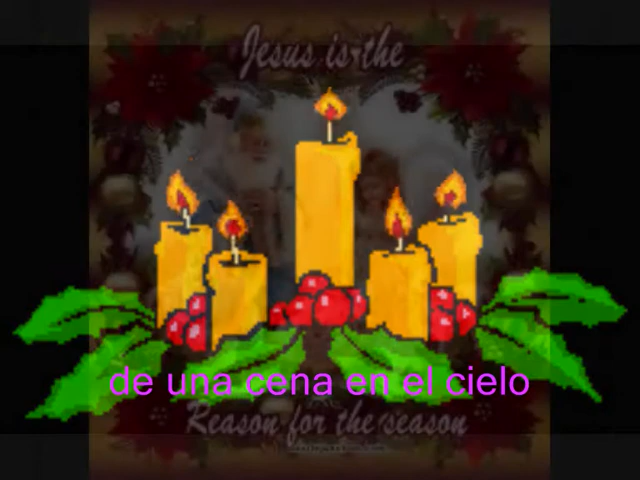 Jesus is the
de una cena en el cielo
Reason for the season